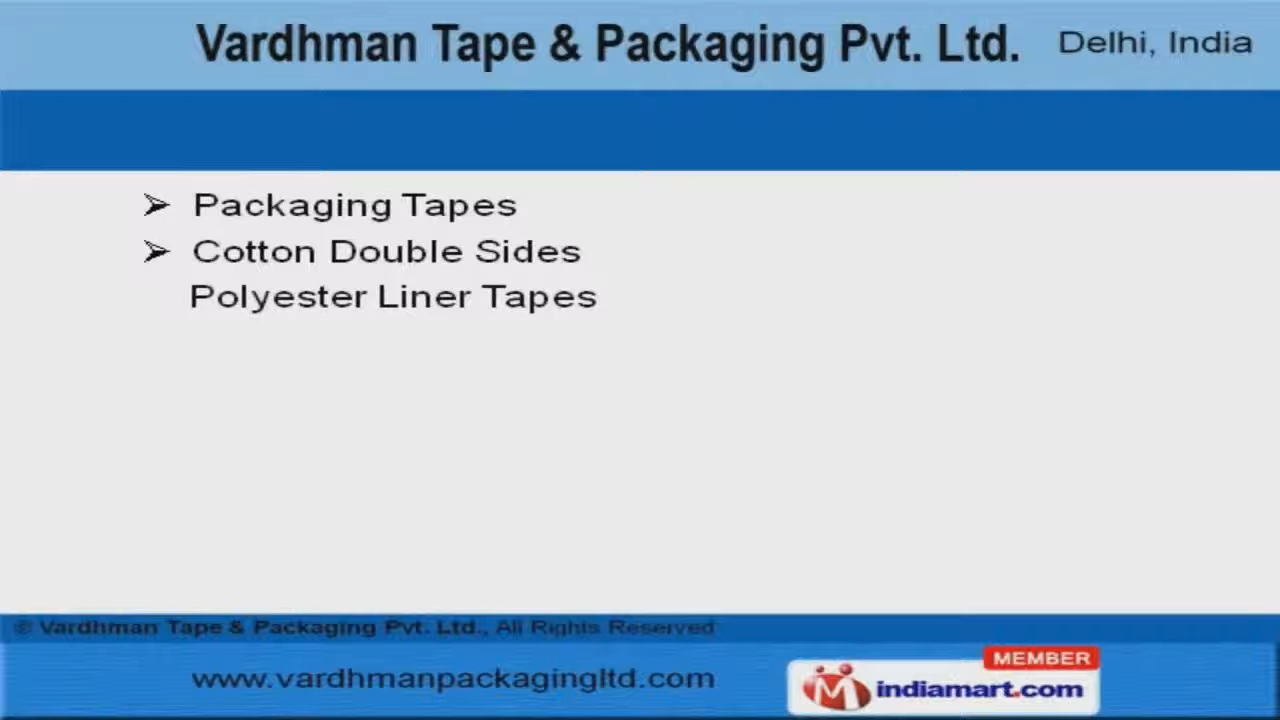 Vardhman Tape & Packaging Pvt. Ltd. Delhi, India
➢ Packaging Tapes
➢ Cotton Double Sides
Polyester Liner Tapes
© Vardhman Tape & Packaging Pvt. Ltd., All Rights Reserved
www.vardhmanpackagingltd.com
MEMBER
indiamart.com